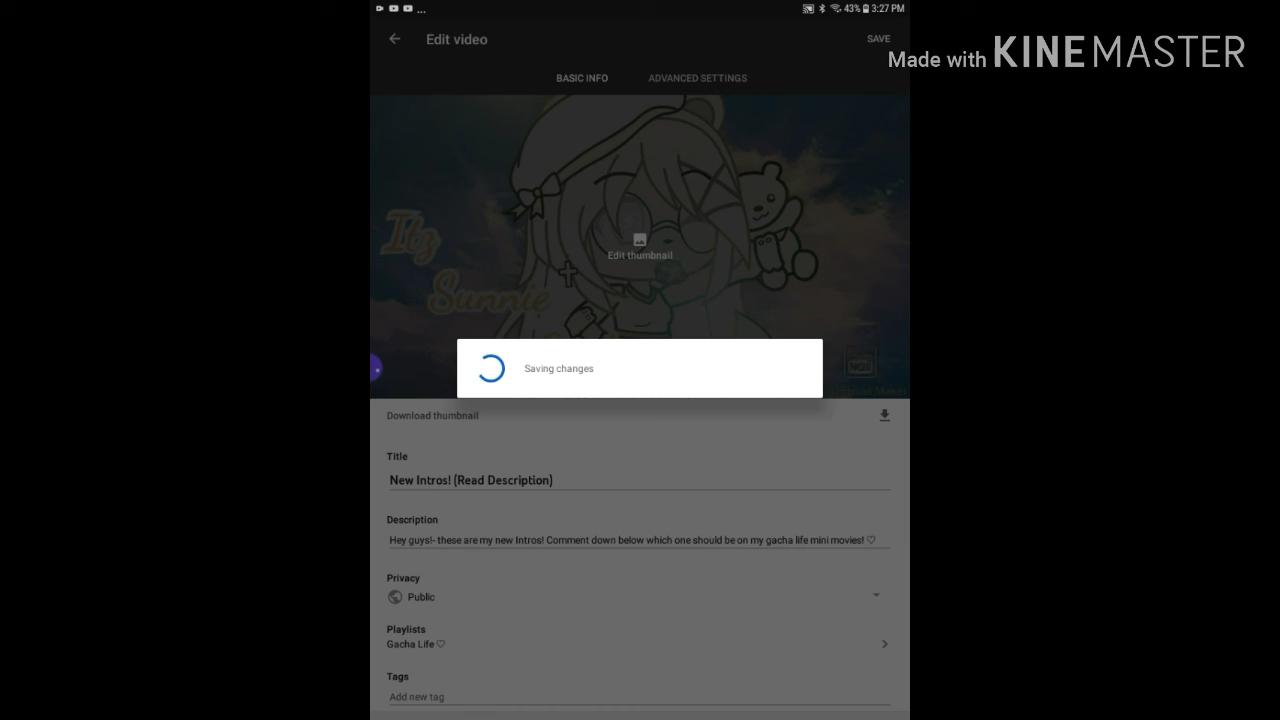 ... 43% 3:27 PM
Edit video SAVE
Made with KINEMASTER
BASIC INFO ADVANCED SETTINGS
Itz
Sunnie
Edit thumbnail
Saving changes
Download thumbnail
Title
New Intros! (Read Description)
Description
Hey guys!- these are my new Intros! Comment down below which one should be on my gacha life mini movies! ♡
Privacy
Public
Playlists
Gacha Life ♡
Tags
Add new tag